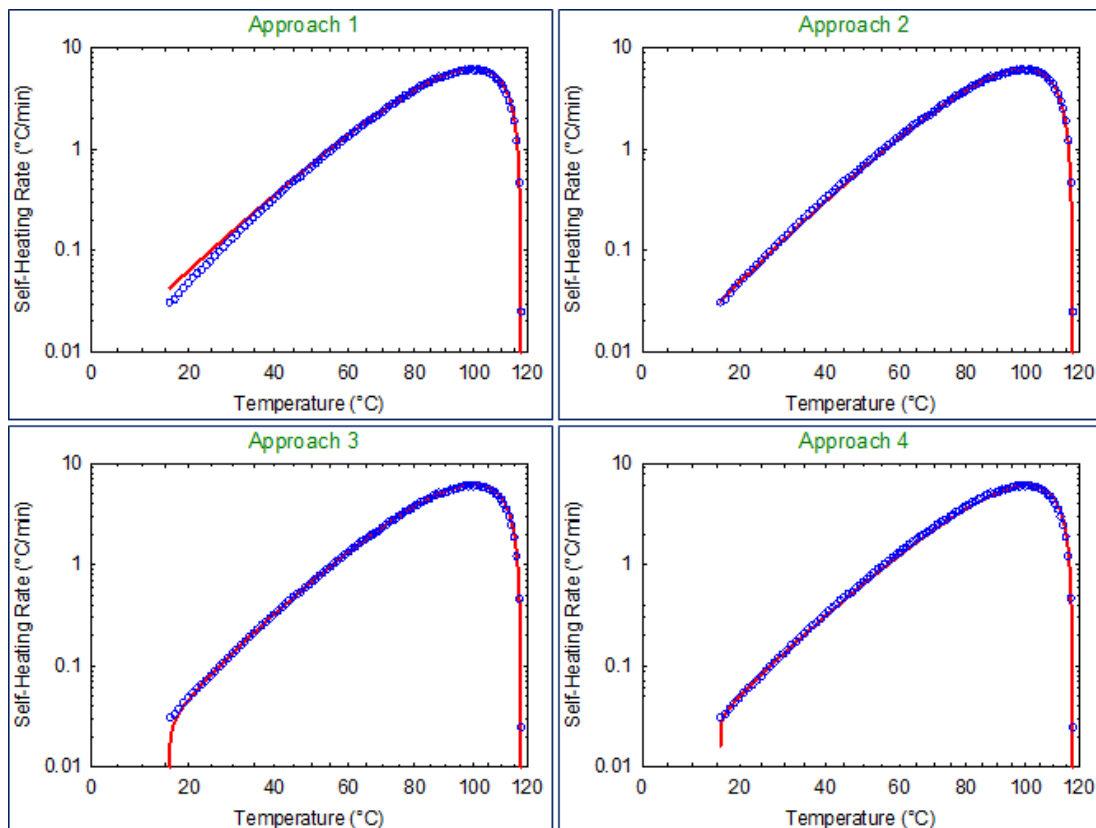 Approach 1
10
1
0.1
0.01
Self-Heating Rate (°C/min)
0 20 40 60 80 100 120
Temperature (°C)
Approach 2
10
1
0.1
0.01
Self-Heating Rate (°C/min)
0 20 40 60 80 100 120
Temperature (°C)
Approach 3
10
1
0.1
0.01
Self-Heating Rate (°C/min)
0 20 40 60 80 100 120
Temperature (°C)
Approach 4
10
1
0.1
0.01
Self-Heating Rate (°C/min)
0 20 40 60 80 100 120
Temperature (°C)